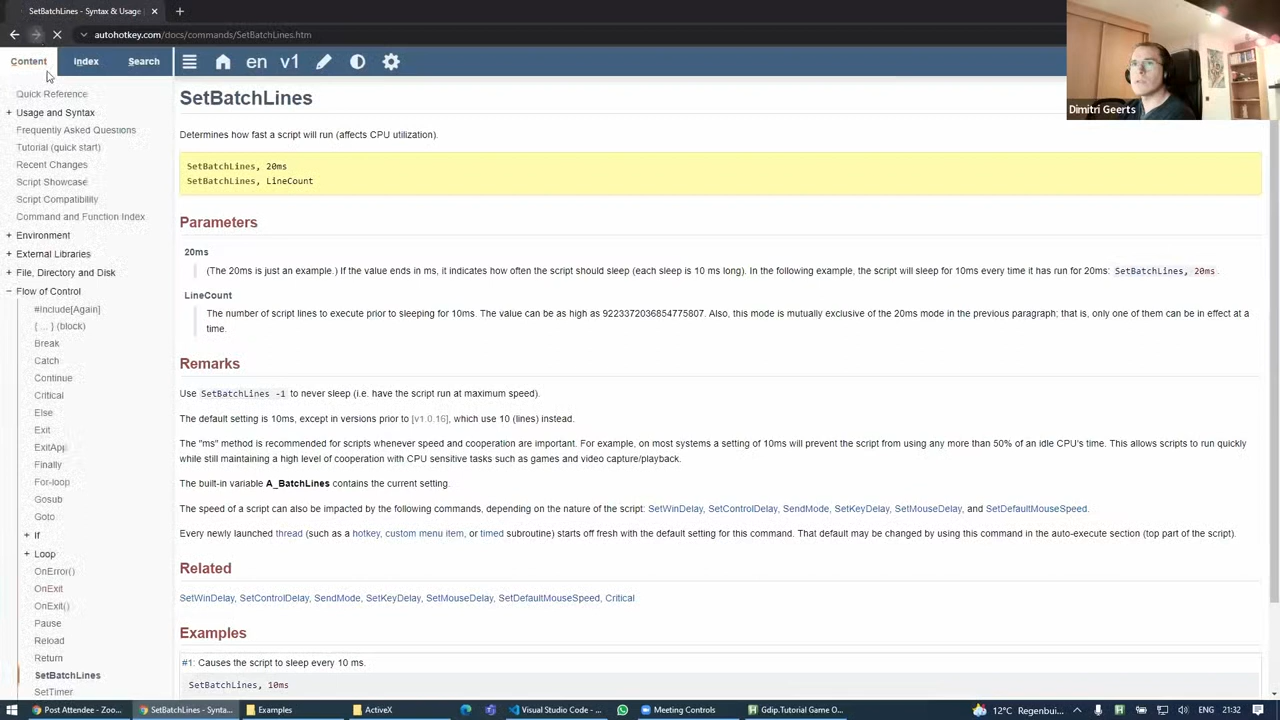 SetBatchLines - Syntax & Usage |
autohotkey.com/docs/commands/SetBatchLines.htm
Content
Index
Search
en
v1
Dimitri Geerts
Quick Reference
+ Usage and Syntax
Frequently Asked Questions
Tutorial (quick start)
Recent Changes
Script Showcase
Script Compatibility
Command and Function Index
+ Environment
+ External Libraries
+ File, Directory and Disk
− Flow of Control
#Include[Again]
{ ... } (block)
Break
Catch
Continue
Critical
Else
Exit
ExitApp
Finally
For-loop
Gosub
Goto
+ If
+ Loop
OnError()
OnExit
OnExit()
Pause
Reload
Return
SetBatchLines
SetTimer
SetBatchLines
Determines how fast a script will run (affects CPU utilization).
SetBatchLines, 20ms
SetBatchLines, LineCount
Parameters
20ms
(The 20ms is just an example.) If the value ends in ms, it indicates how often the script should sleep (each sleep is 10 ms long). In the following example, the script will sleep for 10ms every time it has run for 20ms: SetBatchLines, 20ms.
LineCount
The number of script lines to execute prior to sleeping for 10ms. The value can be as high as 9223372036854775807. Also, this mode is mutually exclusive of the 20ms mode in the previous paragraph; that is, only one of them can be in effect at a
time.
Remarks
Use SetBatchLines -1 to never sleep (i.e. have the script run at maximum speed).
The default setting is 10ms, except in versions prior to [v1.0.16], which use 10 (lines) instead.
The "ms" method is recommended for scripts whenever speed and cooperation are important. For example, on most systems a setting of 10ms will prevent the script from using any more than 50% of an idle CPU's time. This allows scripts to run quickly
while still maintaining a high level of cooperation with CPU sensitive tasks such as games and video capture/playback.
The built-in variable A_BatchLines contains the current setting.
The speed of a script can also be impacted by the following commands, depending on the nature of the script: SetWinDelay, SetControlDelay, SendMode, SetKeyDelay, SetMouseDelay, and SetDefaultMouseSpeed.
Every newly launched thread (such as a hotkey, custom menu item, or timed subroutine) starts off fresh with the default setting for this command. That default may be changed by using this command in the auto-execute section (top part of the script).
Related
SetWinDelay, SetControlDelay, SendMode, SetKeyDelay, SetMouseDelay, SetDefaultMouseSpeed, Critical
Examples
#1: Causes the script to sleep every 10 ms.
SetBatchLines, 10ms
Post Attendee - Zoo...
SetBatchLines - Synta...
Examples
ActiveX
Visual Studio Code - ...
Meeting Controls
Gdip.Tutorial Game O...
12°C Regenbui...
21:32